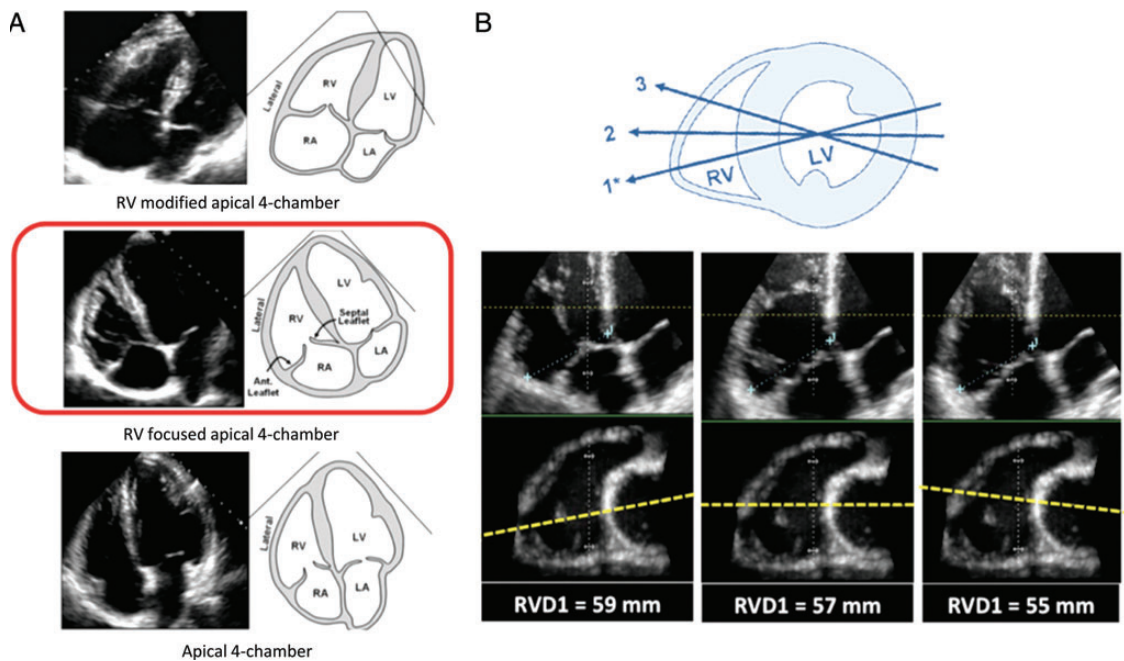 A
RV
LV
Lateral
RA
LA
RV modified apical 4-chamber
LV
RV
Septal
Leaflet
Lateral
LA
RA
Ant.
Leaflet
RV focused apical 4-chamber
Lateral
RV
LV
RA
LA
Apical 4-chamber
B
3
2
1*
RV
LV
RVD1 = 59 mm
RVD1 = 57 mm
RVD1 = 55 mm